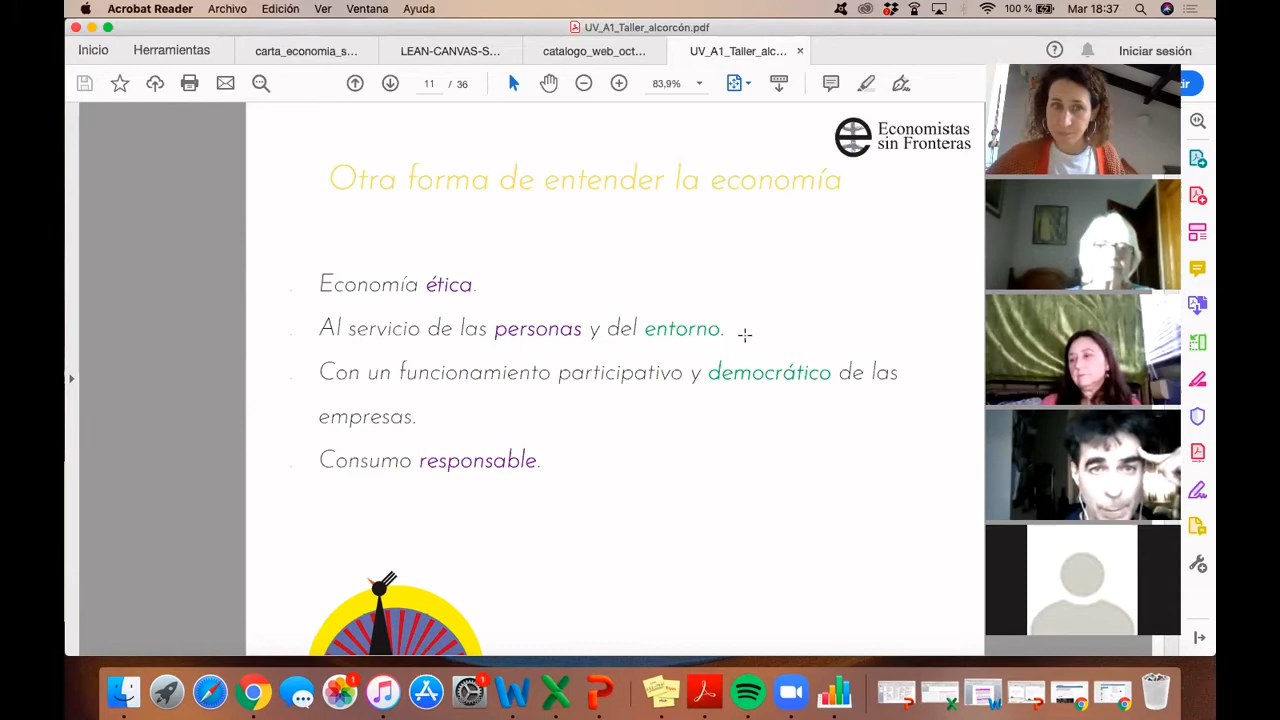 Acrobat Reader Archivo Edición Ver Ventana Ayuda 100 % Mar 18:37
UV_A1_Taller_alcorcón.pdf
Inicio Herramientas carta_economia_s... LEAN-CANVAS-S... catalogo_web_oct... UV_A1_Taller_alc... × Iniciar sesión
11 / 36 83,9%
ir
Economistas
sin Fronteras
Otra forma de entender la economía
Economía ética.
Al servicio de las personas y del entorno.
Con un funcionamiento participativo y democrático de las
empresas.
Consumo responsable.